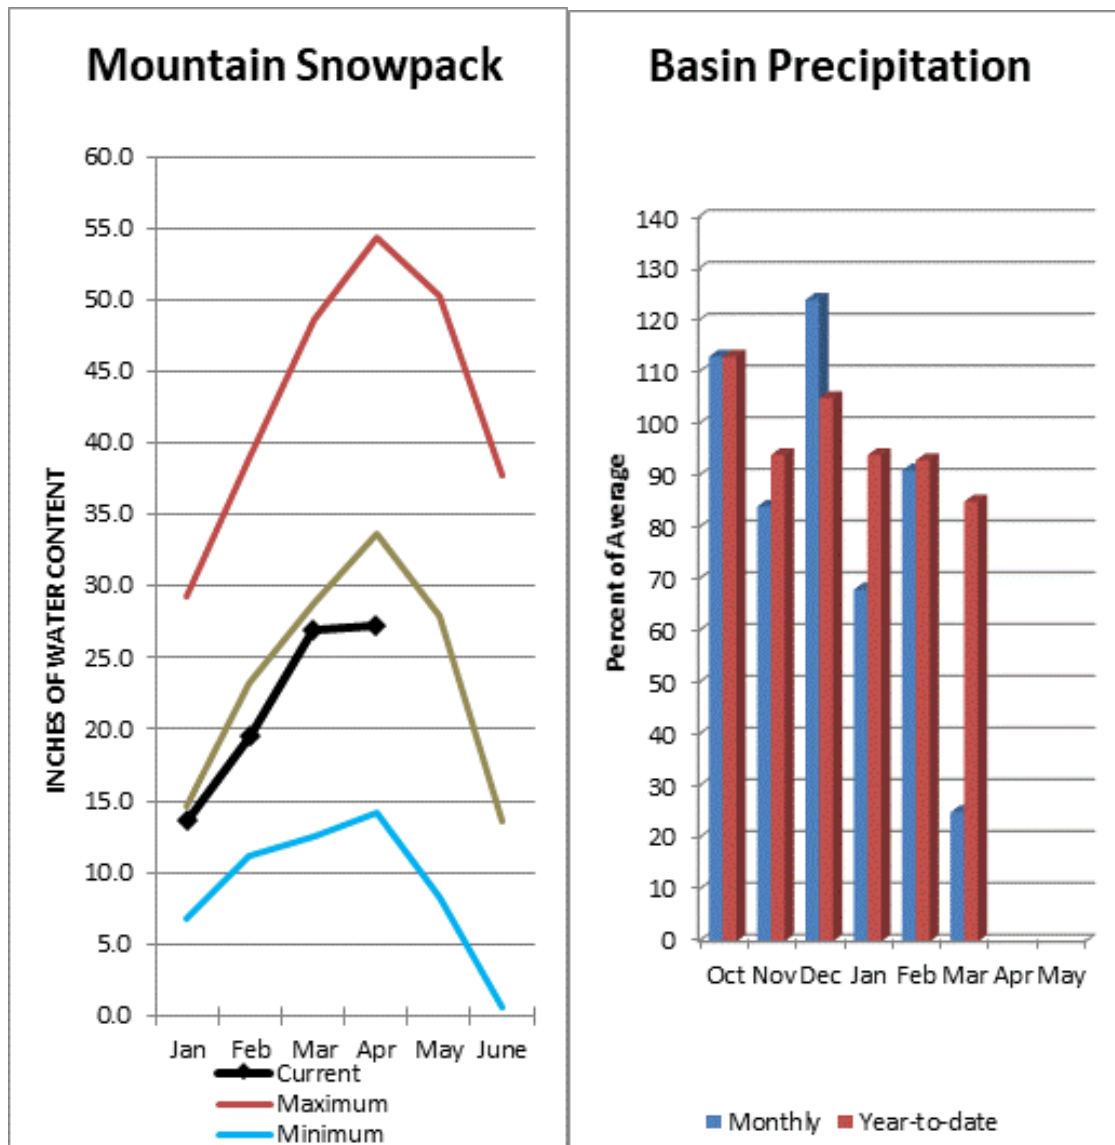 Mountain Snowpack
INCHES OF WATER CONTENT
60.0
55.0
50.0
45.0
40.0
35.0
30.0
25.0
20.0
15.0
10.0
5.0
0.0
Jan Feb Mar Apr May June
Current
Maximum
Minimum
Basin Precipitation
Percent of Average
140
130
120
110
100
90
80
70
60
50
40
30
20
10
0
Oct Nov Dec Jan Feb Mar Apr May
Monthly Year-to-date